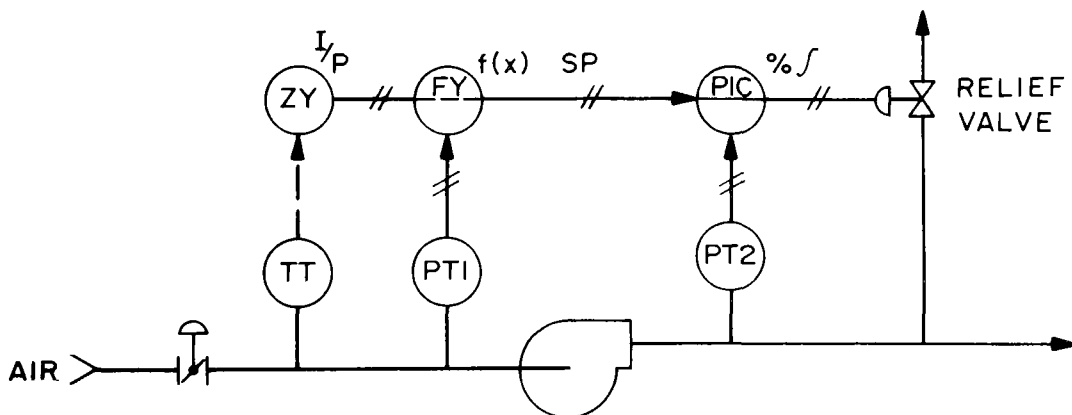 I/P
ZY
FY
f(x)
SP
PIC
%∫
RELIEF
VALVE
TT
PT1
PT2
AIR